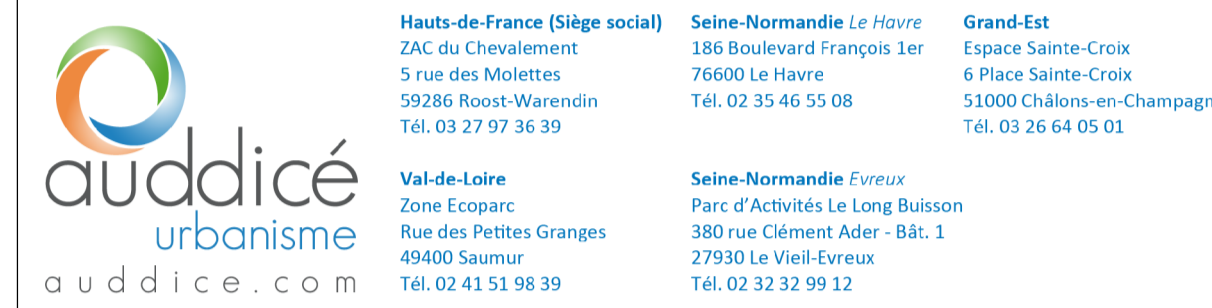 auddicé
urbanisme
auddice.com
Hauts-de-France (Siège social)
ZAC du Chevalement
5 rue des Molettes
59286 Roost-Warendin
Tél. 03 27 97 36 39
Seine-Normandie Le Havre
186 Boulevard François 1er
76600 Le Havre
Tél. 02 35 46 55 08
Grand-Est
Espace Sainte-Croix
6 Place Sainte-Croix
51000 Châlons-en-Champagn
Tél. 03 26 64 05 01
Val-de-Loire
Zone Ecoparc
Rue des Petites Granges
49400 Saumur
Tél. 02 41 51 98 39
Seine-Normandie Evreux
Parc d'Activités Le Long Buisson
380 rue Clément Ader - Bât. 1
27930 Le Vieil-Evreux
Tél. 02 32 32 99 12